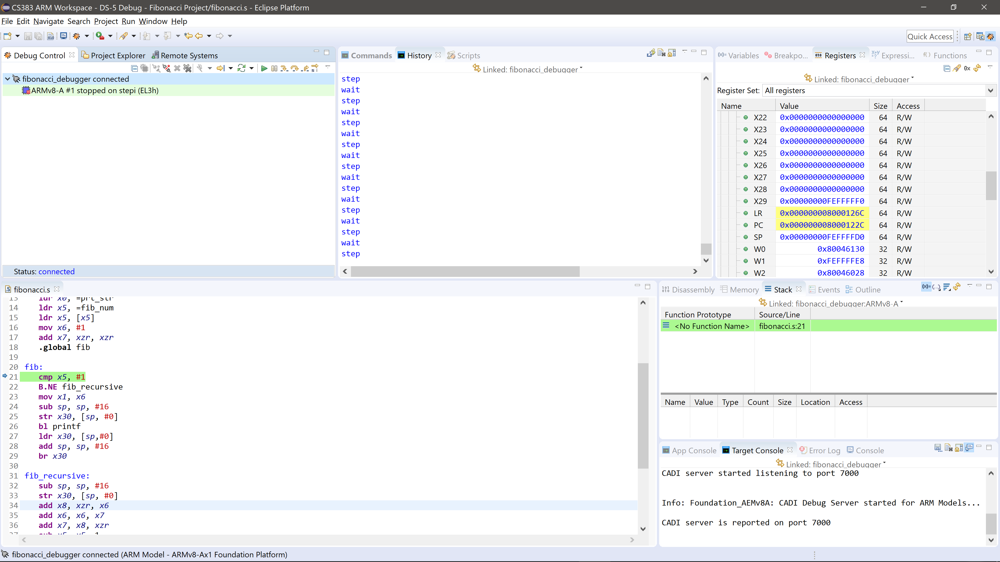 CS383 ARM Workspace - DS-5 Debug - Fibonacci Project/fibonacci.s - Eclipse Platform
File Edit Navigate Search Project Run Window Help
Quick Access
Debug Control
Project Explorer
Remote Systems
fibonacci_debugger connected
ARMv8-A #1 stopped on stepi (EL3h)
Status: connected
Commands
History
Scripts
Linked: fibonacci_debugger
step
wait
step
wait
step
wait
step
wait
step
wait
step
wait
step
wait
step
wait
step
Variables
Breakpo...
Registers
Expressi...
Functions
Linked: fibonacci_debugger
Register Set: All registers
Name Value Size Access
X22 0x0000000000000000 64 R/W
X23 0x0000000000000000 64 R/W
X24 0x0000000000000000 64 R/W
X25 0x0000000000000000 64 R/W
X26 0x0000000000000000 64 R/W
X27 0x0000000000000000 64 R/W
X28 0x0000000000000000 64 R/W
X29 0x00000000FEFFFFF0 64 R/W
LR 0x000000008000126C 64 R/W
PC 0x000000008000122C 64 R/W
SP 0x00000000FEFFFFD0 64 R/W
W0 0x80046130 32 R/W
W1 0xFEFFFFE8 32 R/W
W2 0x80046028 32 R/W
fibonacci.s
13 ldr x0, =prt_str
14 ldr x5, =fib_num
15 ldr x5, [x5]
16 mov x6, #1
17 add x7, xzr, xzr
18 .global fib
19
20 fib:
21 cmp x5, #1
22 B.NE fib_recursive
23 mov x1, x6
24 sub sp, sp, #16
25 str x30, [sp, #0]
26 bl printf
27 ldr x30, [sp,#0]
28 add sp, sp, #16
29 br x30
30
31 fib_recursive:
32 sub sp, sp, #16
33 str x30, [sp, #0]
34 add x8, xzr, x6
35 add x6, x6, x7
36 add x7, x8, xzr
37 sub x5, x5, 1
Disassembly
Memory
Stack
Events
Outline
Linked: fibonacci_debugger:ARMv8-A
Function Prototype Source/Line
<No Function Name> fibonacci.s:21
Name Value Type Count Size Location Access
App Console
Target Console
Error Log
Console
Linked: fibonacci_debugger
CADI server started listening to port 7000
Info: Foundation_AEMv8A: CADI Debug Server started for ARM Models...
CADI server is reported on port 7000
fibonacci_debugger connected (ARM Model - ARMv8-Ax1 Foundation Platform)